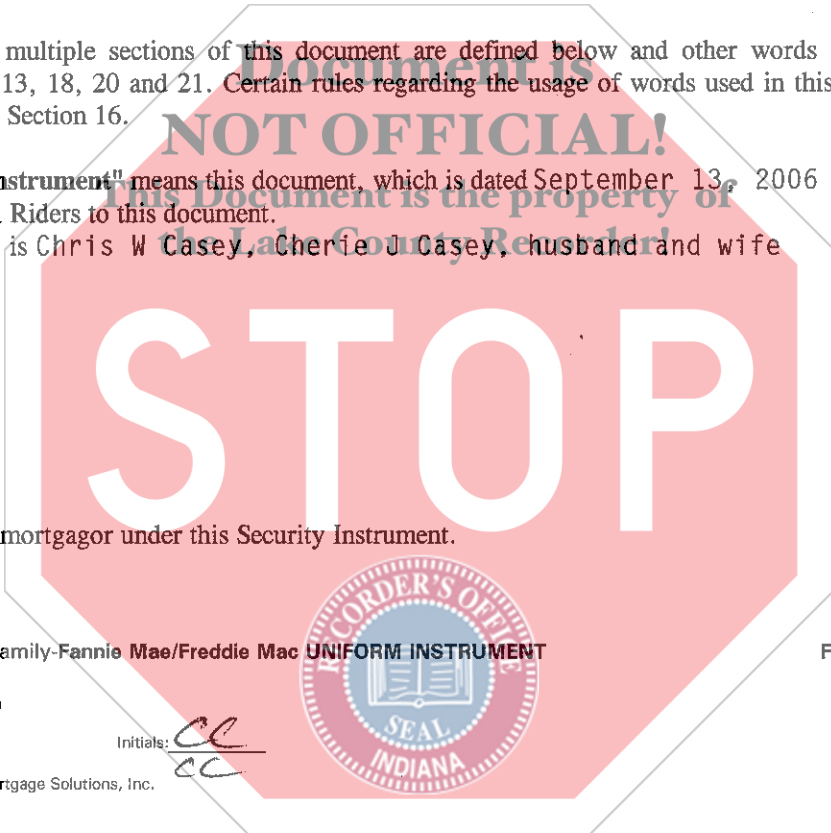 multiple sections of this document are defined below and other words
13, 18, 20 and 21. Certain rules regarding the usage of words used in this
Section 16.
Document is
NOT OFFICIAL!
This Document is the property of
the Lake County Recorder!
nstrument" means this document, which is dated September 13, 2006
Riders to this document.
is Chris W Casey, Cherie J Casey, husband and wife
STOP
mortgagor under this Security Instrument.
RECORDER'S OFFICE
SEAL
INDIANA
amily-Fannie Mae/Freddie Mac UNIFORM INSTRUMENT
F
Initials: CC
CC
rtgage Solutions, Inc.